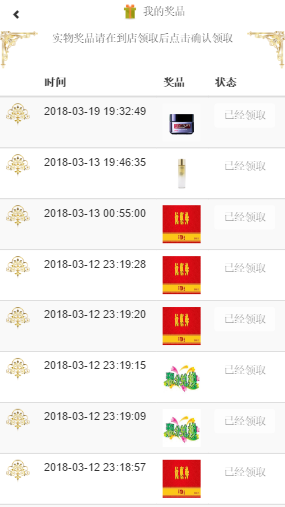 我的奖品
实物奖品请在到店领取后点击确认领取
时间 奖品 状态
2018-03-19 19:32:49 已经领取
2018-03-13 19:46:35 已经领取
2018-03-13 00:55:00 已经领取
2018-03-12 23:19:28 已经领取
2018-03-12 23:19:20 已经领取
2018-03-12 23:19:15 已经领取
2018-03-12 23:19:09 已经领取
2018-03-12 23:18:57 已经领取